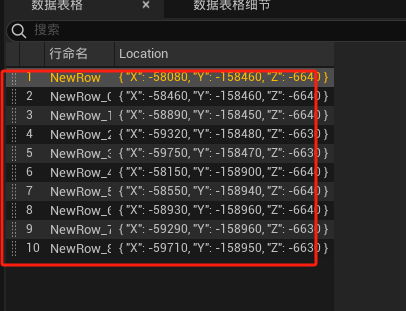 数据表格 × 数据表格细节
搜索
行命名 Location
1 NewRow { "X": -58080, "Y": -158460, "Z": -6640 }
2 NewRow_0 { "X": -58460, "Y": -158460, "Z": -6640 }
3 NewRow_1 { "X": -58890, "Y": -158450, "Z": -6640 }
4 NewRow_2 { "X": -59320, "Y": -158480, "Z": -6630 }
5 NewRow_3 { "X": -59750, "Y": -158470, "Z": -6630 }
6 NewRow_4 { "X": -58150, "Y": -158900, "Z": -6640 }
7 NewRow_5 { "X": -58550, "Y": -158940, "Z": -6640 }
8 NewRow_6 { "X": -58930, "Y": -158960, "Z": -6640 }
9 NewRow_7 { "X": -59290, "Y": -158960, "Z": -6630 }
10 NewRow_8 { "X": -59710, "Y": -158950, "Z": -6630 }